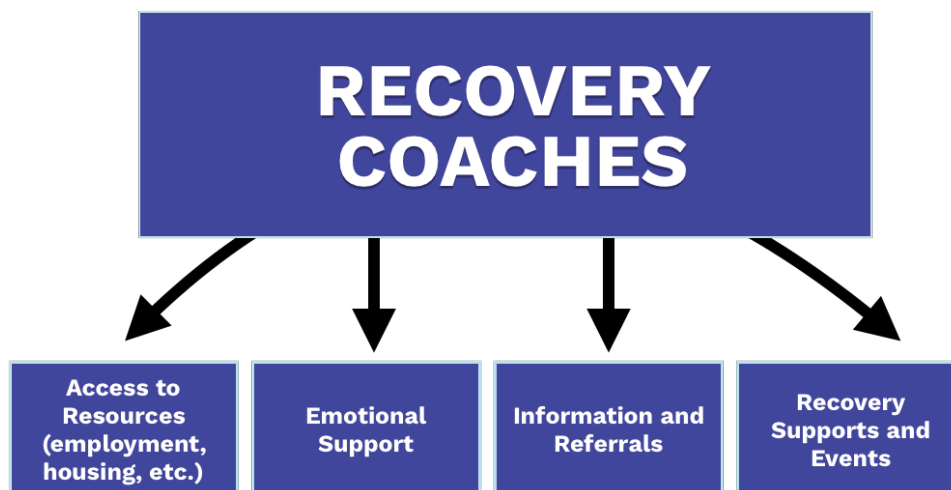 RECOVERY
COACHES
Access to
Resources
(employment,
housing, etc.)
Emotional
Support
Information and
Referrals
Recovery
Supports and
Events